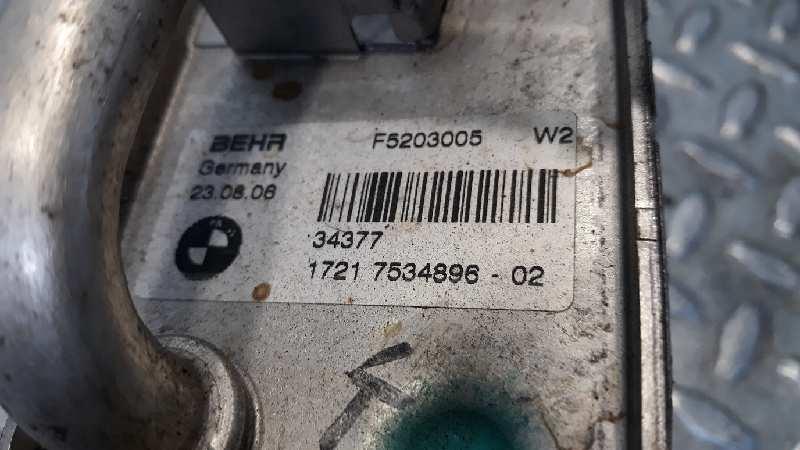 BEHR F5203005 W2
Germany
23.08.06
34377
1721 7534896 - 02